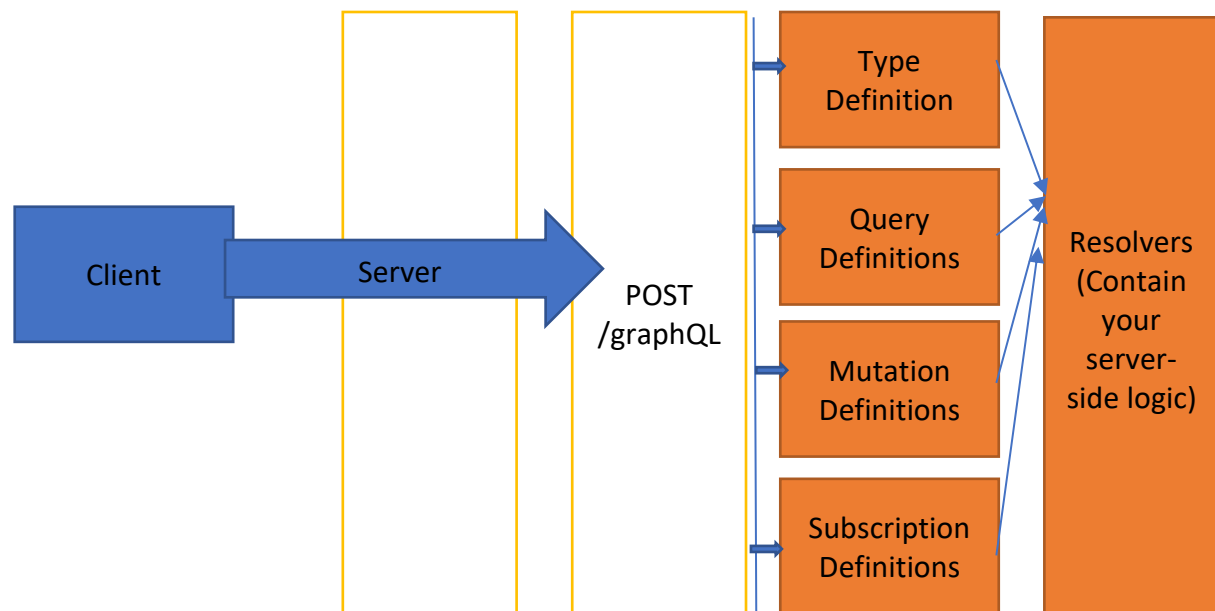 Client
Server
POST
/graphQL
Type
Definition
Query
Definitions
Mutation
Definitions
Subscription
Definitions
Resolvers
(Contain
your
server-
side logic)